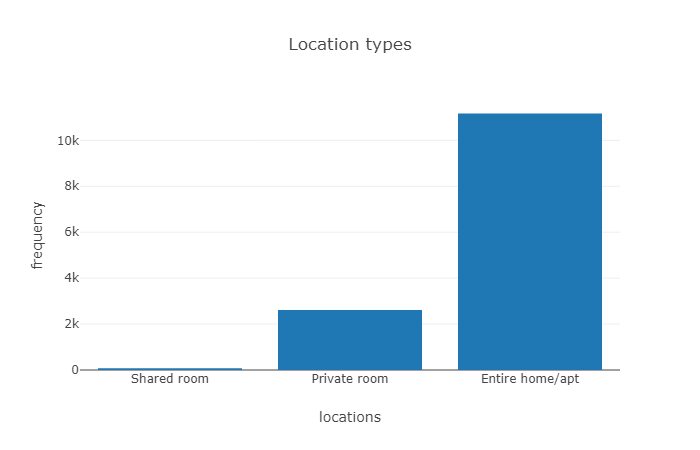 Location types
10k
8k
6k
4k
2k
0
frequency
Shared room
Private room
Entire home/apt
locations